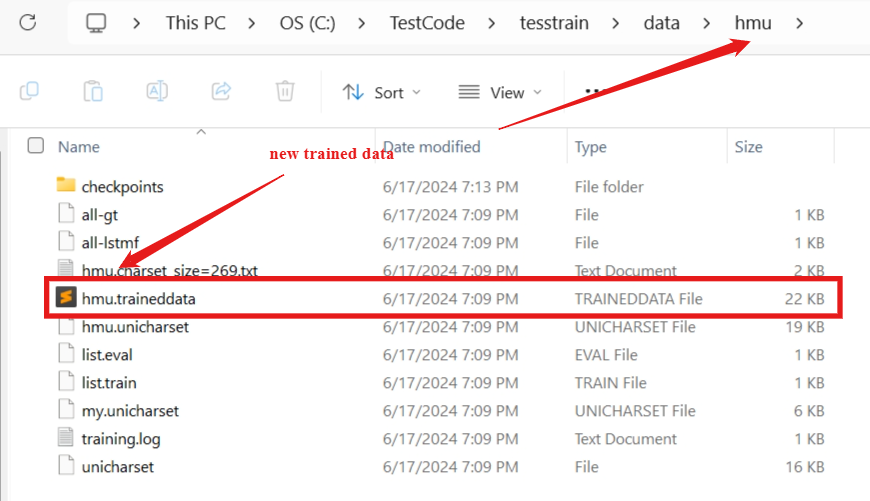 This PC > OS (C:) > TestCode > tesstrain > data > hmu >
Sort View
Name Date modified Type Size
new trained data
checkpoints 6/17/2024 7:13 PM File folder
all-gt 6/17/2024 7:09 PM File 1 KB
all-lstmf 6/17/2024 7:09 PM File 1 KB
hmu.charset_size=269.txt 6/17/2024 7:09 PM Text Document 2 KB
hmu.traineddata 6/17/2024 7:09 PM TRAINEDDATA File 22 KB
hmu.unicharset 6/17/2024 7:09 PM UNICHARSET File 19 KB
list.eval 6/17/2024 7:09 PM EVAL File 1 KB
list.train 6/17/2024 7:09 PM TRAIN File 1 KB
my.unicharset 6/17/2024 7:09 PM UNICHARSET File 6 KB
training.log 6/17/2024 7:09 PM Text Document 1 KB
unicharset 6/17/2024 7:09 PM File 16 KB